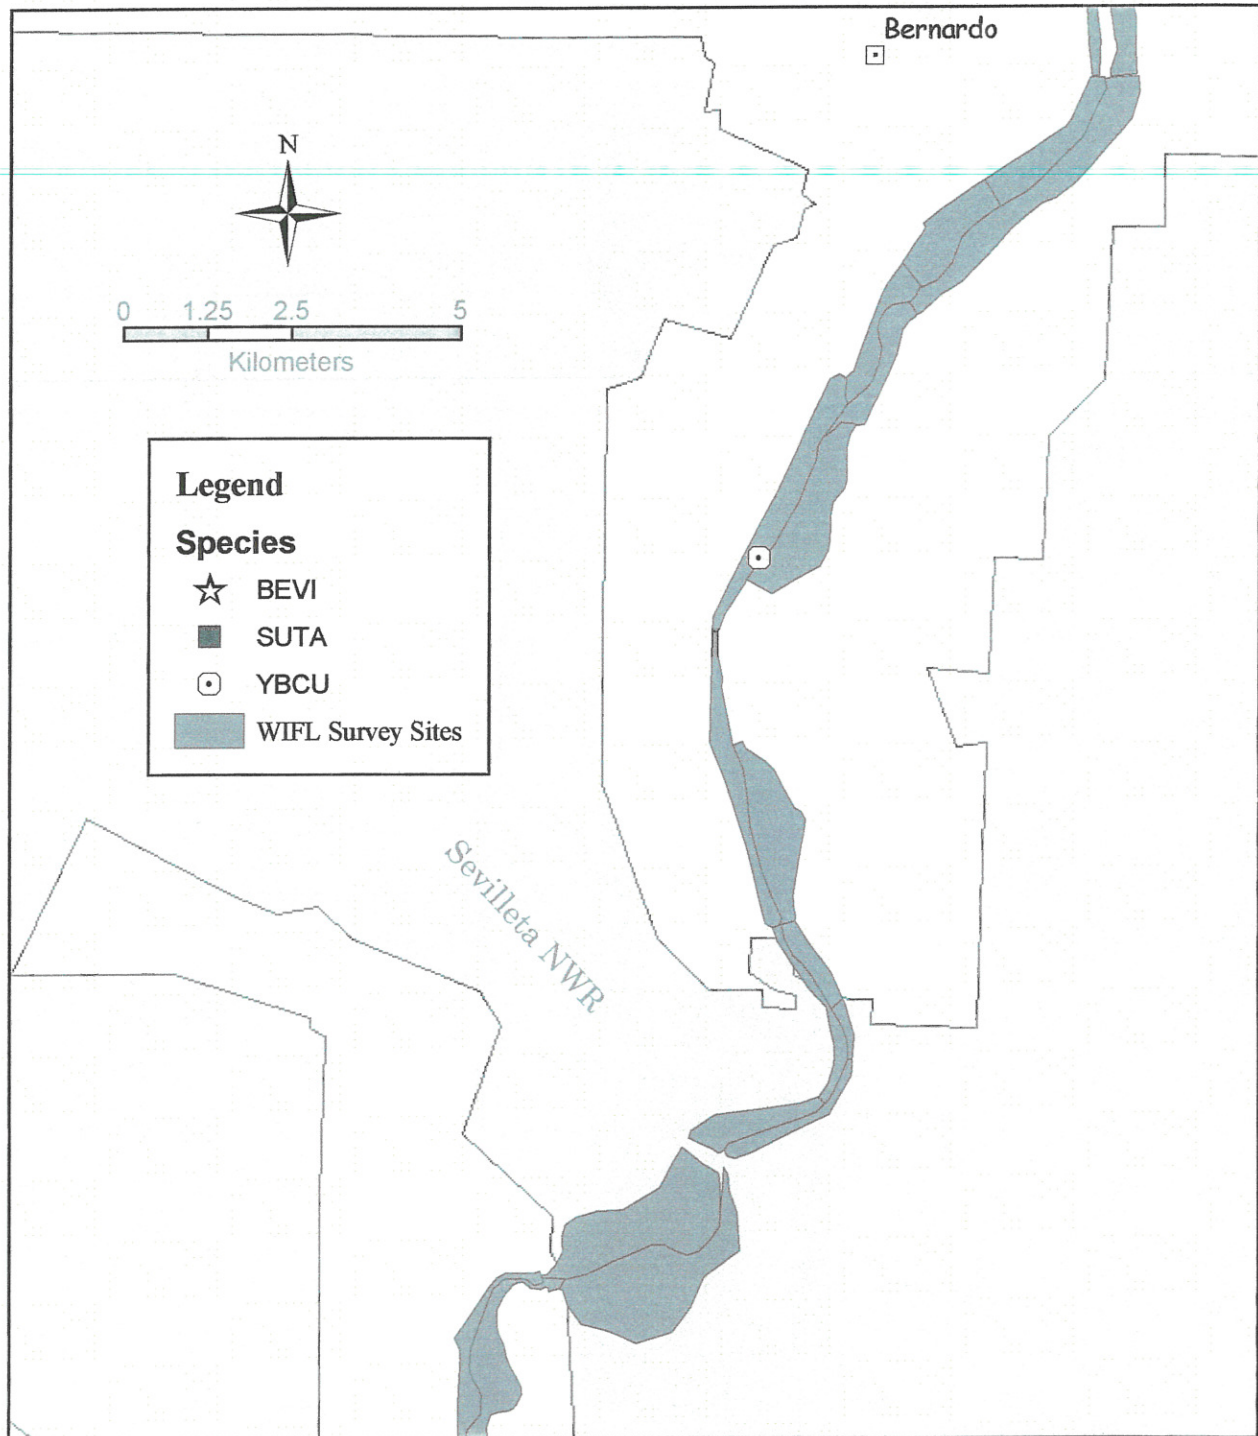 Bernardo
N
0 1.25 2.5 5
Kilometers
Legend
Species
BEVI
SUTA
YBCU
WIFL Survey Sites
Sevilleta NWR